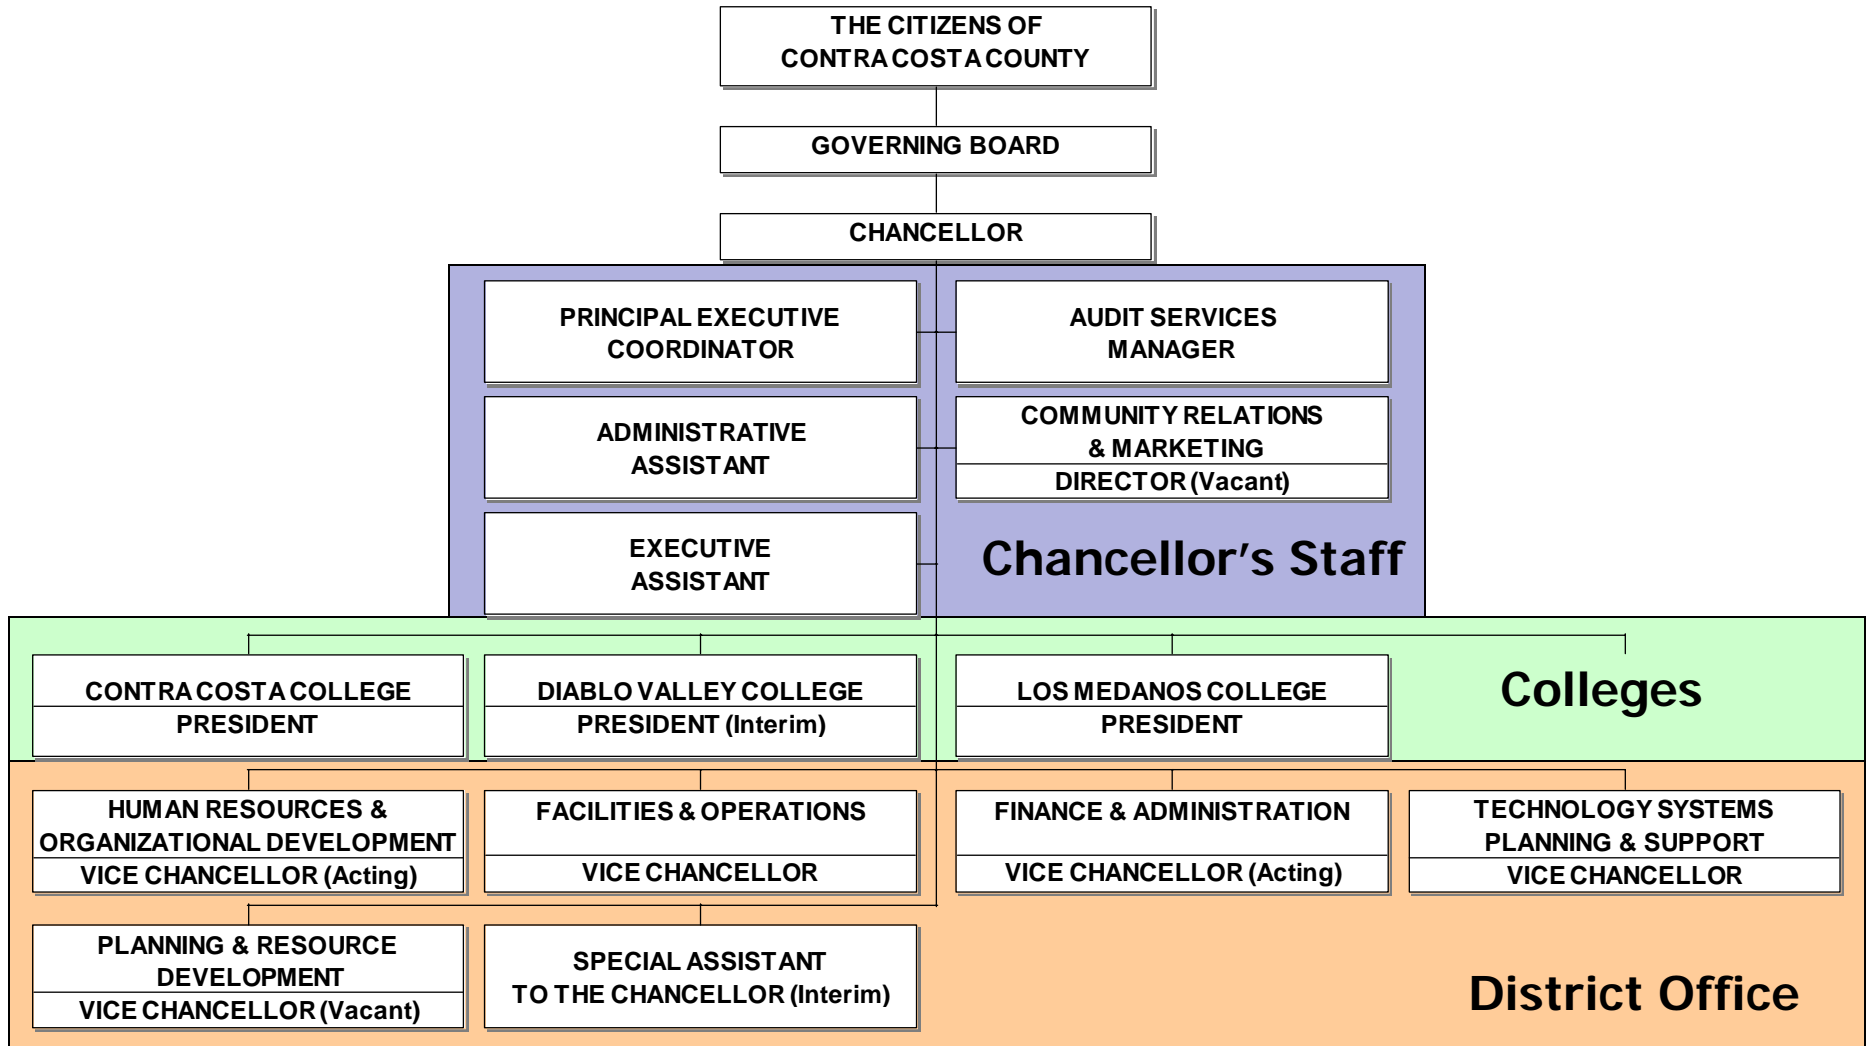 THE CITIZENS OF
CONTRA COSTA COUNTY
GOVERNING BOARD
CHANCELLOR
PRINCIPAL EXECUTIVE
COORDINATOR
AUDIT SERVICES
MANAGER
ADMINISTRATIVE
ASSISTANT
COMMUNITY RELATIONS
& MARKETING
DIRECTOR (Vacant)
EXECUTIVE
ASSISTANT
Chancellor's Staff
CONTRA COSTA COLLEGE
PRESIDENT
DIABLO VALLEY COLLEGE
PRESIDENT (Interim)
LOS MEDANOS COLLEGE
PRESIDENT
Colleges
HUMAN RESOURCES &
ORGANIZATIONAL DEVELOPMENT
VICE CHANCELLOR (Acting)
FACILITIES & OPERATIONS
VICE CHANCELLOR
FINANCE & ADMINISTRATION
VICE CHANCELLOR (Acting)
TECHNOLOGY SYSTEMS
PLANNING & SUPPORT
VICE CHANCELLOR
PLANNING & RESOURCE
DEVELOPMENT
VICE CHANCELLOR (Vacant)
SPECIAL ASSISTANT
TO THE CHANCELLOR (Interim)
District Office